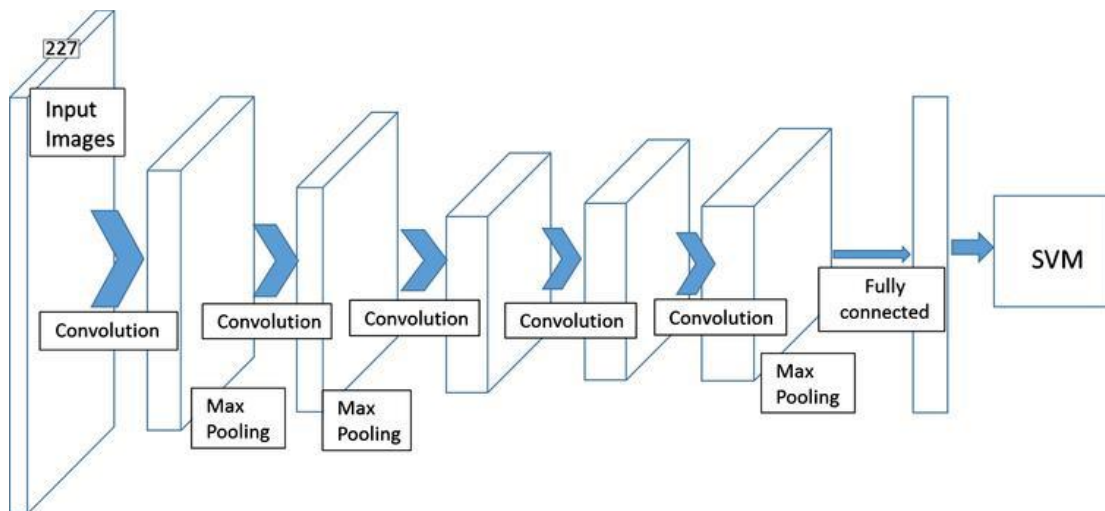 227
Input
Images
Convolution
Max
Pooling
Convolution
Max
Pooling
Convolution
Convolution
Convolution
Max
Pooling
Fully
connected
SVM